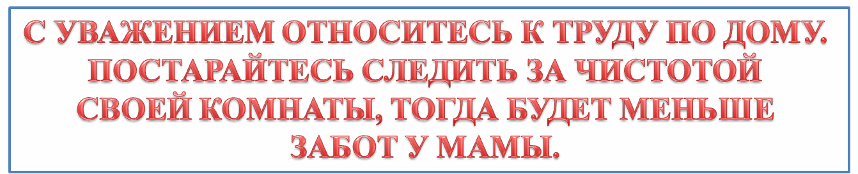 С УВАЖЕНИЕМ ОТНОСИТЕСЬ К ТРУДУ ПО ДОМУ.
ПОСТАРАЙТЕСЬ СЛЕДИТЬ ЗА ЧИСТОТОЙ
СВОЕЙ КОМНАТЫ, ТОГДА БУДЕТ МЕНЬШЕ
ЗАБОТ У МАМЫ.